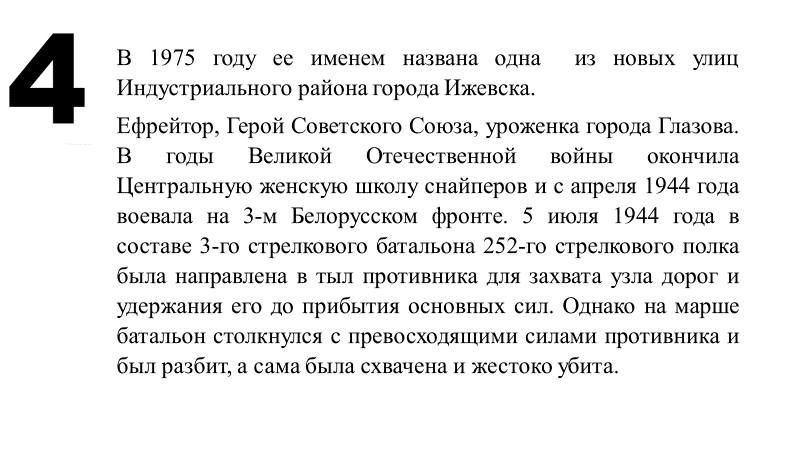 4
В 1975 году ее именем названа одна из новых улиц
Индустриального района города Ижевска.
Ефрейтор, Герой Советского Союза, уроженка города Глазова.
В годы Великой Отечественной войны окончила
Центральную женскую школу снайперов и с апреля 1944 года
воевала на 3-м Белорусском фронте. 5 июля 1944 года в
составе 3-го стрелкового батальона 252-го стрелкового полка
была направлена в тыл противника для захвата узла дорог и
удержания его до прибытия основных сил. Однако на марше
батальон столкнулся с превосходящими силами противника и
был разбит, а сама была схвачена и жестоко убита.